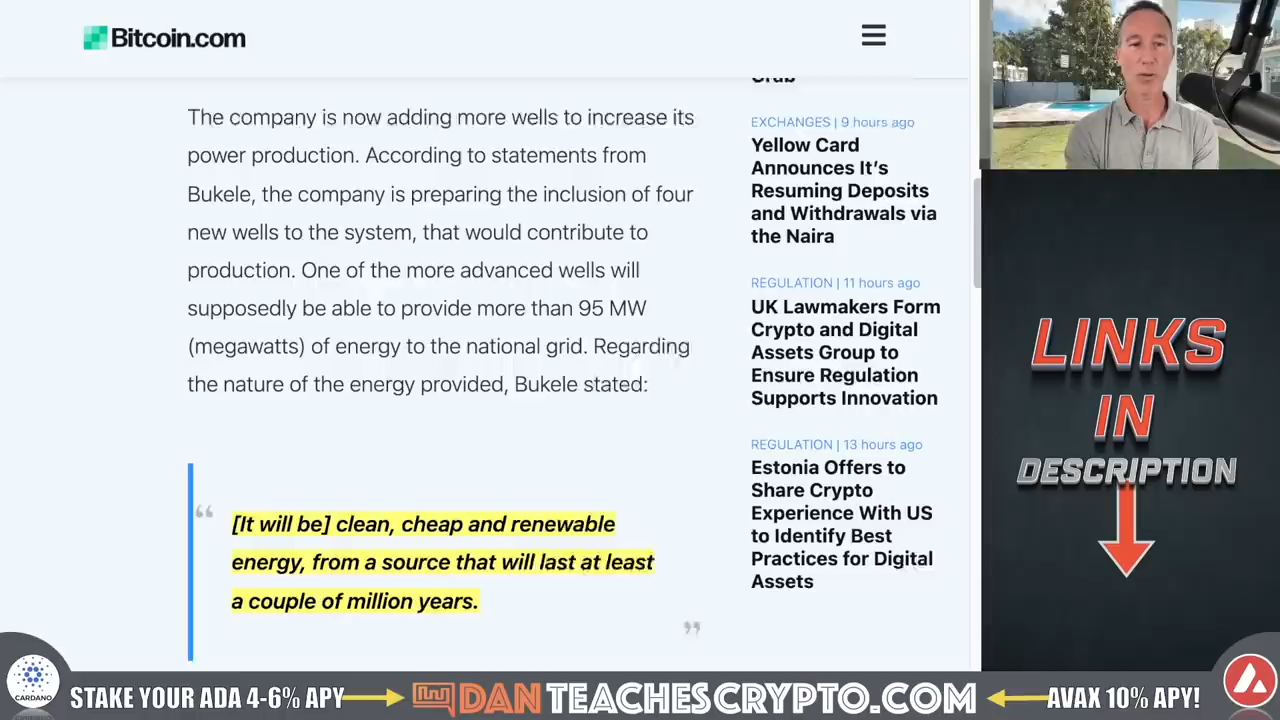 Bitcoin.com
The company is now adding more wells to increase its
power production. According to statements from
Bukele, the company is preparing the inclusion of four
new wells to the system, that would contribute to
production. One of the more advanced wells will
supposedly be able to provide more than 95 MW
(megawatts) of energy to the national grid. Regarding
the nature of the energy provided, Bukele stated:
“
[It will be] clean, cheap and renewable
energy, from a source that will last at least
a couple of million years.
”
EXCHANGES | 9 hours ago
Yellow Card
Announces It’s
Resuming Deposits
and Withdrawals via
the Naira
REGULATION | 11 hours ago
UK Lawmakers Form
Crypto and Digital
Assets Group to
Ensure Regulation
Supports Innovation
REGULATION | 13 hours ago
Estonia Offers to
Share Crypto
Experience With US
to Identify Best
Practices for Digital
Assets
LINKS
IN
DESCRIPTION
CARDANO
STAKE YOUR ADA 4-6% APY
DANTEACHESCRYPTO.COM
AVAX 10% APY!